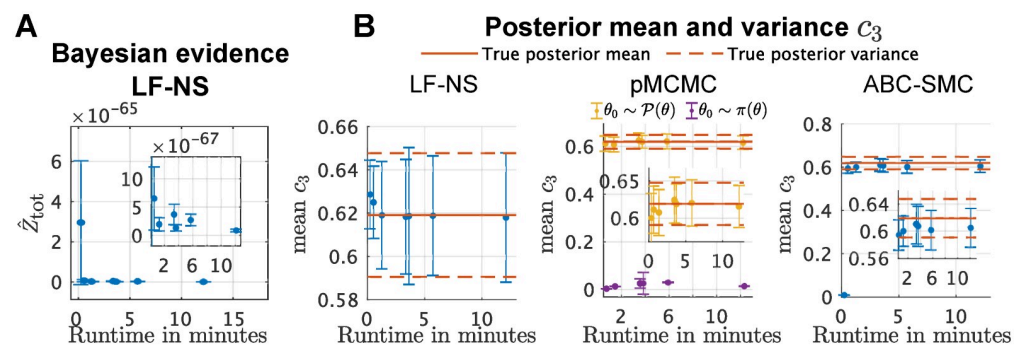 A
Bayesian evidence
LF-NS
×10^−65
×10^−67
6
4
2
0
10
5
0
2 6 10
Ẑtot
0 5 10 15
Runtime in minutes
B
Posterior mean and variance c₃
True posterior mean
True posterior variance
LF-NS
mean c₃
0.66
0.64
0.62
0.6
0.58
0 5 10
Runtime in minutes
pMCMC
θ₀ ∼ P(θ)
θ₀ ∼ π(θ)
mean c₃
0.6
0.4
0.2
0
0.65
0.6
0 5 10
2 6 10
Runtime in minutes
ABC-SMC
mean c₃
0.8
0.6
0.4
0.2
0
0.64
0.6
0.56
2 6 10
0 5 10
Runtime in minutes